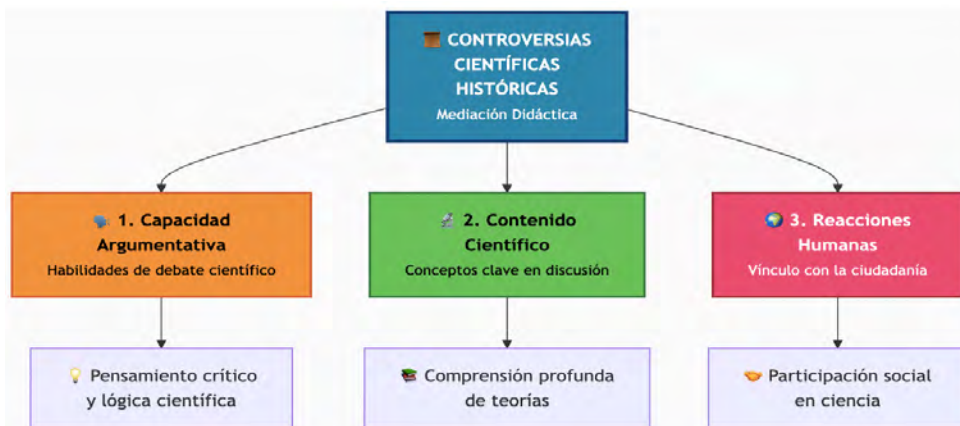 CONTROVERSIAS
CIENTÍFICAS
HISTÓRICAS
Mediación Didáctica
1. Capacidad
Argumentativa
Habilidades de debate científico
2. Contenido
Científico
Conceptos clave en discusión
3. Reacciones
Humanas
Vínculo con la ciudadanía
Pensamiento crítico
y lógica científica
Comprensión profunda
de teorías
Participación social
en ciencia